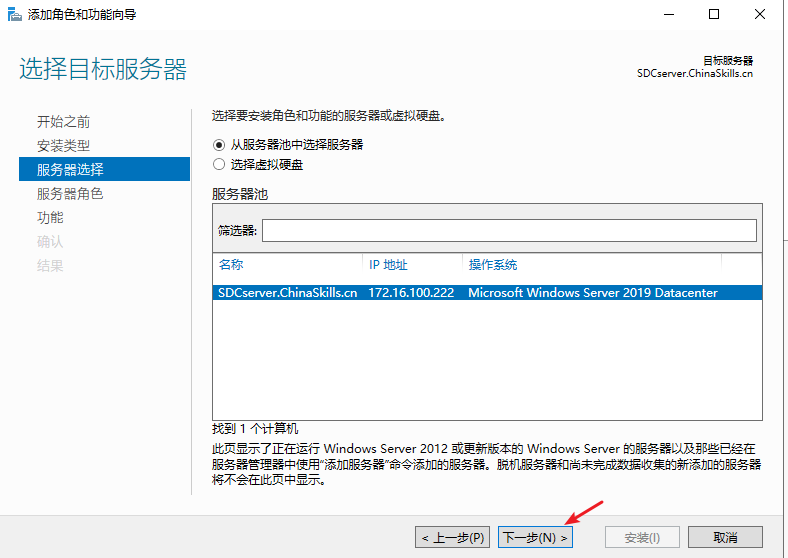 添加角色和功能向导
选择目标服务器
目标服务器
SDCserver.ChinaSkills.cn
开始之前
安装类型
服务器选择
服务器角色
功能
确认
结果
选择要安装角色和功能的服务器或虚拟硬盘。
从服务器池中选择服务器
选择虚拟硬盘
服务器池
筛选器:
名称 IP 地址 操作系统
SDCserver.ChinaSkills.cn 172.16.100.222 Microsoft Windows Server 2019 Datacenter
找到 1 个计算机
此页显示了正在运行 Windows Server 2012 或更新版本的 Windows Server 的服务器以及那些已经在
服务器管理器中使用"添加服务器"命令添加的服务器。脱机服务器和尚未完成数据收集的新添加的服务器
将不会在此页中显示。
< 上一步(P) 下一步(N) > 安装(I) 取消